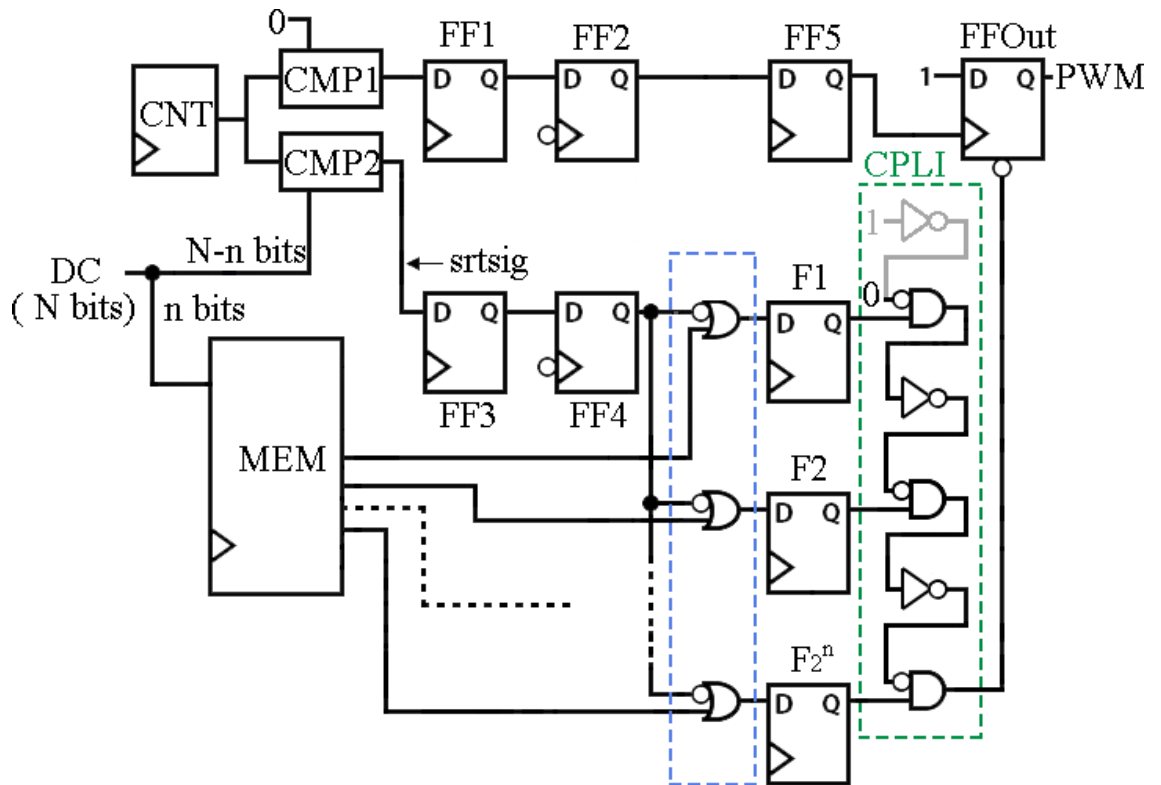 0
FF1
FF2
FF5
FFOut
CMP1
D Q
D Q
D Q
1
D Q
PWM
CNT
CMP2
CPLI
N-n bits
srtsig
1
DC
( N bits)
n bits
F1
0
D Q
D Q
D Q
FF3
FF4
MEM
F2
D Q
F2ⁿ
D Q